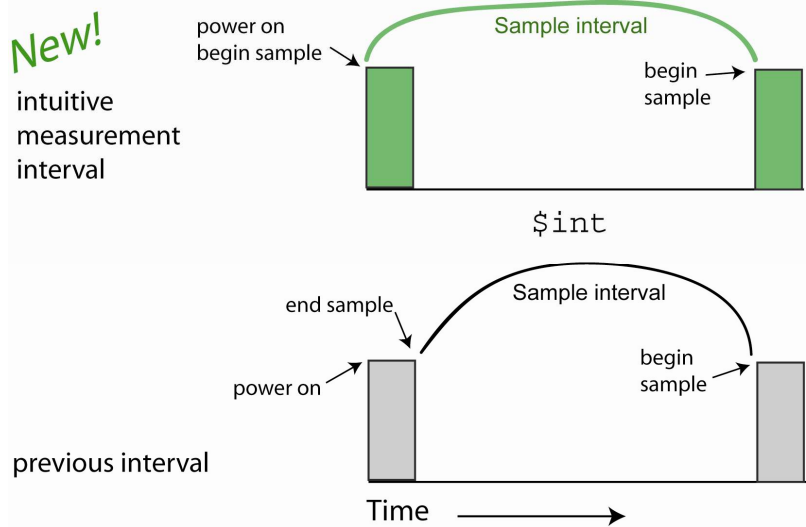 New!
intuitive
measurement
interval
power on
begin sample
Sample interval
begin
sample
$int
end sample
power on
Sample interval
begin
sample
previous interval
Time